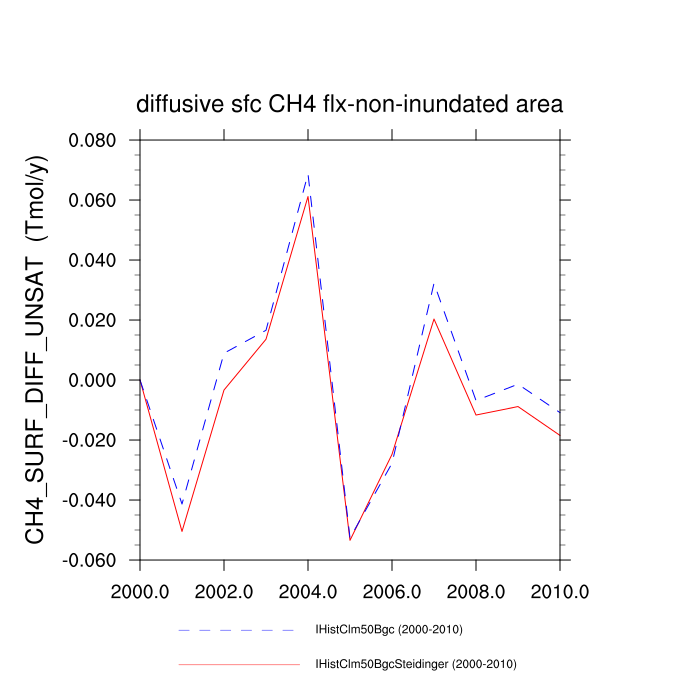 diffusive sfc CH4 flx-non-inundated area
CH4_SURF_DIFF_UNSAT (Tmol/y)
0.080
0.060
0.040
0.020
0.000
-0.020
-0.040
-0.060
2000.0 2002.0 2004.0 2006.0 2008.0 2010.0
IHistClm50Bgc (2000-2010)
IHistClm50BgcSteidinger (2000-2010)